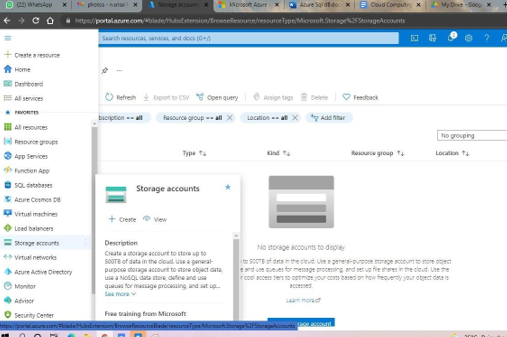 (22) WhatsApp
Storage accounts
Microsoft Azure
Cloud Computing
My Drive - Goog
https://portal.azure.com/#blade/HubsExtension/BrowseResource/resourceType/Microsoft.Storage%2FStorageAccounts
Search resources, services, and docs (G+/)
+ Create a resource
Home
Dashboard
All services
FAVORITES
All resources
Resource groups
App Services
Function App
SQL databases
Azure Cosmos DB
Virtual machines
Load balancers
Storage accounts
Virtual networks
Azure Active Directory
Monitor
Advisor
Security Center
...
Refresh
Export to CSV
Open query
Assign tags
Delete
Feedback
bscription == all
Resource group == all ×
Location == all ×
Add filter
No grouping
Type ↑↓
Kind ↑↓
Resource group ↑↓
Location ↑↓
Storage accounts
+ Create
View
Description
Create a storage account to store up to
500TB of data in the cloud. Use a general-
purpose storage account to store object data,
use a NoSQL data store, define and use
queues for message processing, and set up...
See more
Free training from Microsoft
No storage accounts to display
to 500TB of data in the cloud. Use a general-purpose storage account to store object
e and use queues for message processing, and set up file shares in the cloud. Use the
cool access tiers to optimize your costs based on how frequently your object data is
accessed.
Learn more
account
https://portal.azure.com/#blade/HubsExtension/BrowseResourceBlade/resourceType/Microsoft.Storage%2FStorageAccounts